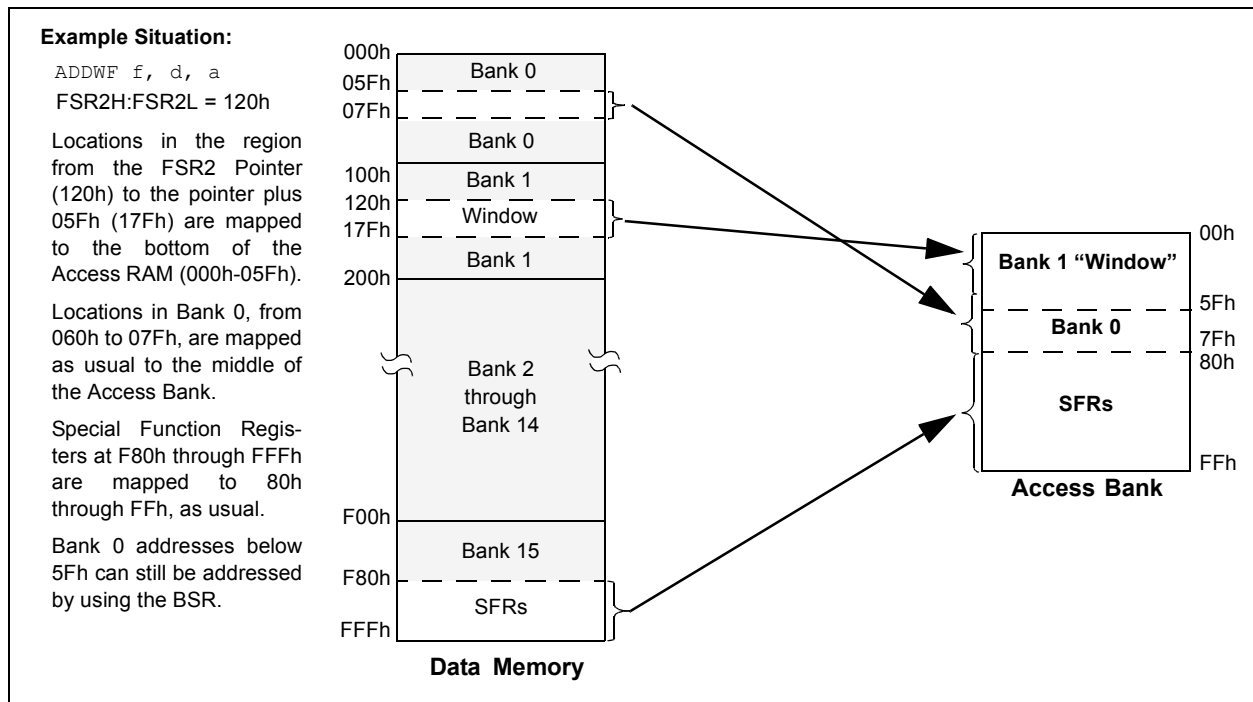 Example Situation:
ADDWF f, d, a
FSR2H:FSR2L = 120h
Locations in the region
from the FSR2 Pointer
(120h) to the pointer plus
05Fh (17Fh) are mapped
to the bottom of the
Access RAM (000h-05Fh).
Locations in Bank 0, from
060h to 07Fh, are mapped
as usual to the middle of
the Access Bank.
Special Function Regis-
ters at F80h through FFFh
are mapped to 80h
through FFh, as usual.
Bank 0 addresses below
5Fh can still be addressed
by using the BSR.
000h
05Fh
07Fh
100h
120h
17Fh
200h
F00h
F80h
FFFh
Bank 0
Bank 0
Bank 1
Window
Bank 1
Bank 2
through
Bank 14
Bank 15
SFRs
Data Memory
Bank 1 “Window”
Bank 0
SFRs
00h
5Fh
7Fh
80h
FFh
Access Bank